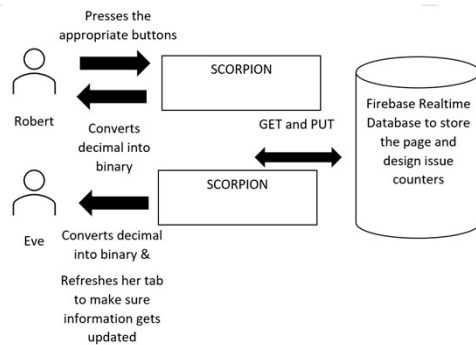 Presses the
appropriate buttons
SCORPION
Robert
Converts
decimal into
binary
GET and PUT
Firebase Realtime
Database to store
the page and
design issue
counters
SCORPION
Eve
Converts decimal
into binary &
Refreshes her tab
to make sure
information gets
updated